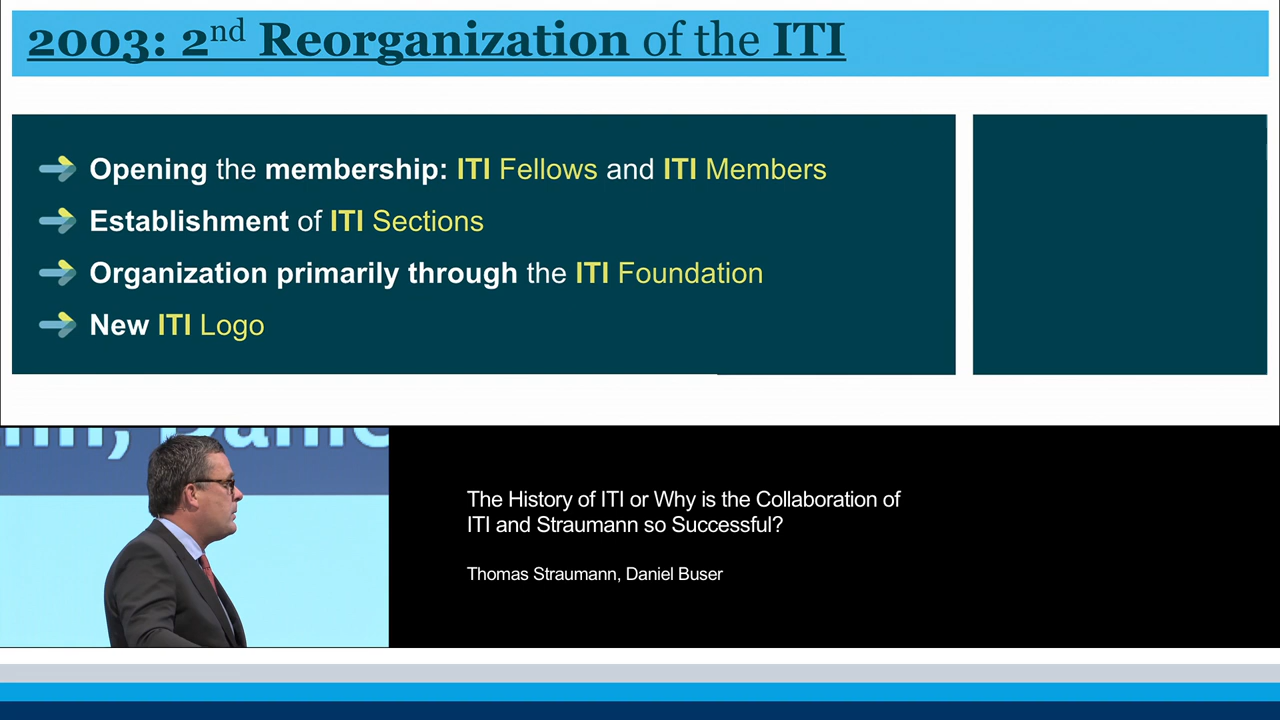 2003: 2nd Reorganization of the ITI
Opening the membership: ITI Fellows and ITI Members
Establishment of ITI Sections
Organization primarily through the ITI Foundation
New ITI Logo
The History of ITI or Why is the Collaboration of
ITI and Straumann so Successful?
Thomas Straumann, Daniel Buser